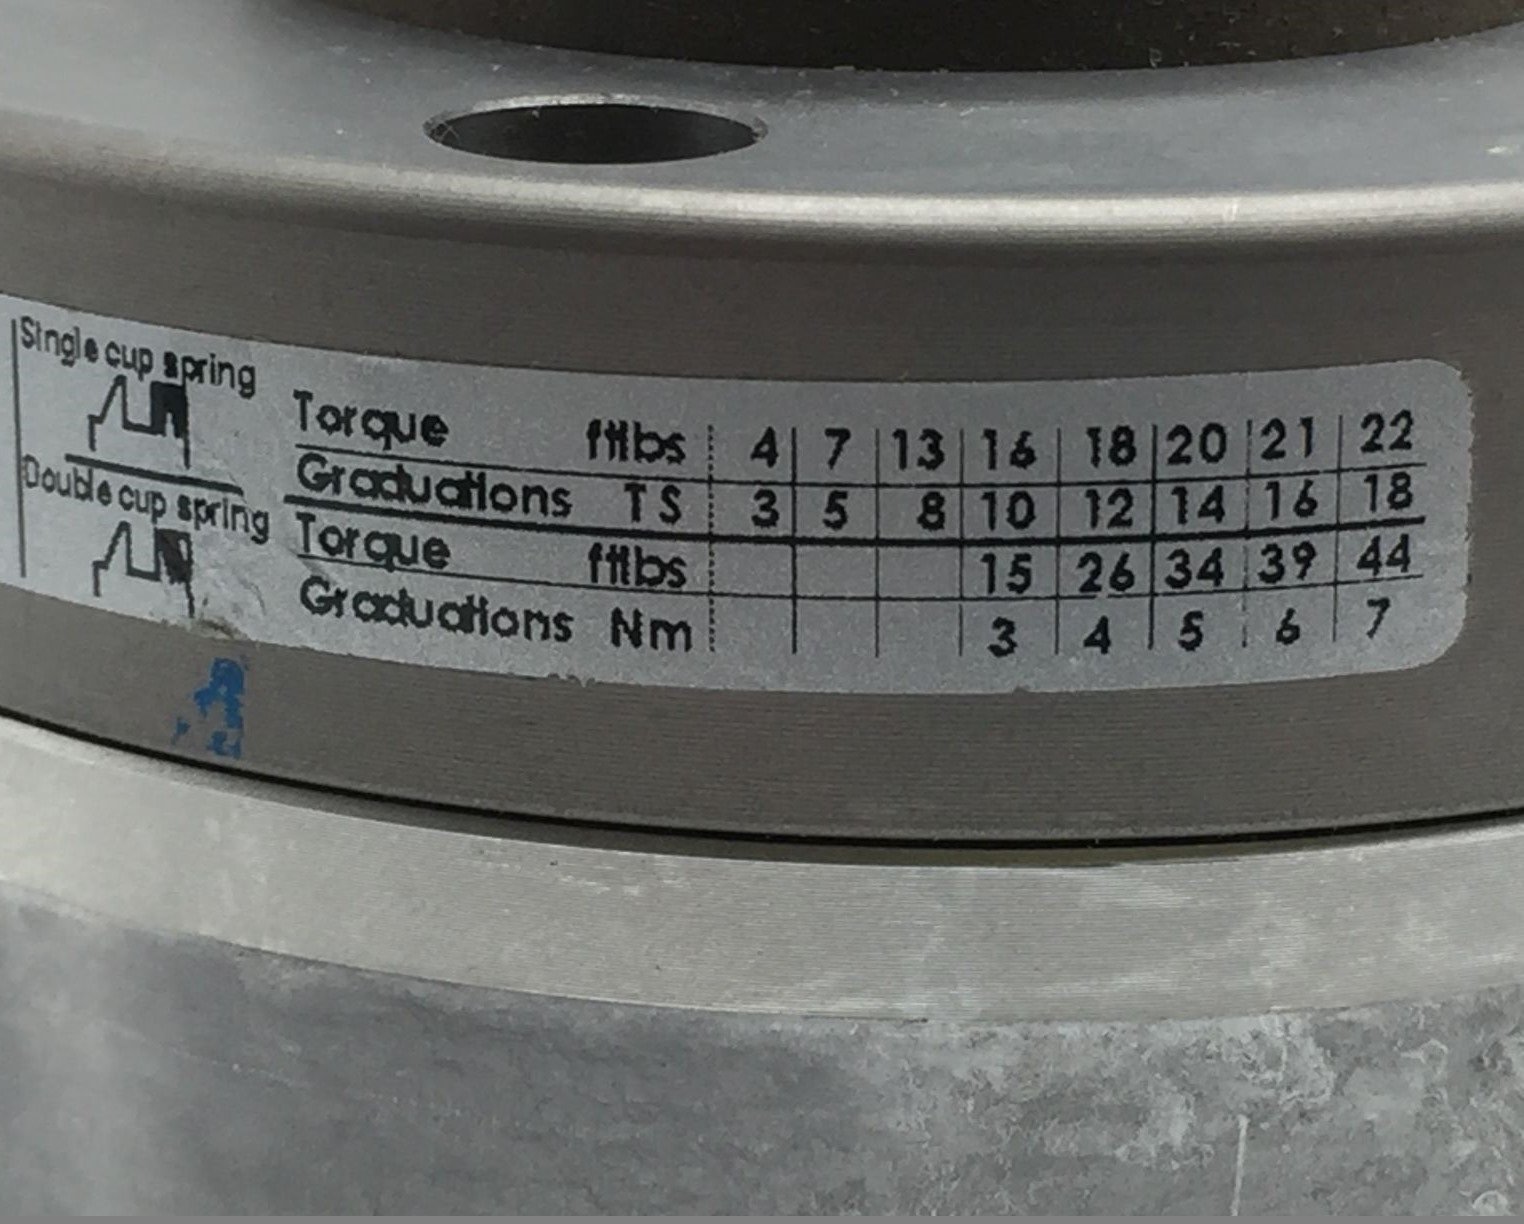 Single cup spring
Torque ftlbs 4 7 13 16 18 20 21 22
Graduations TS 3 5 8 10 12 14 16 18
Double cup spring
Torque ftlbs 15 26 34 39 44
Graduations Nm 3 4 5 6 7